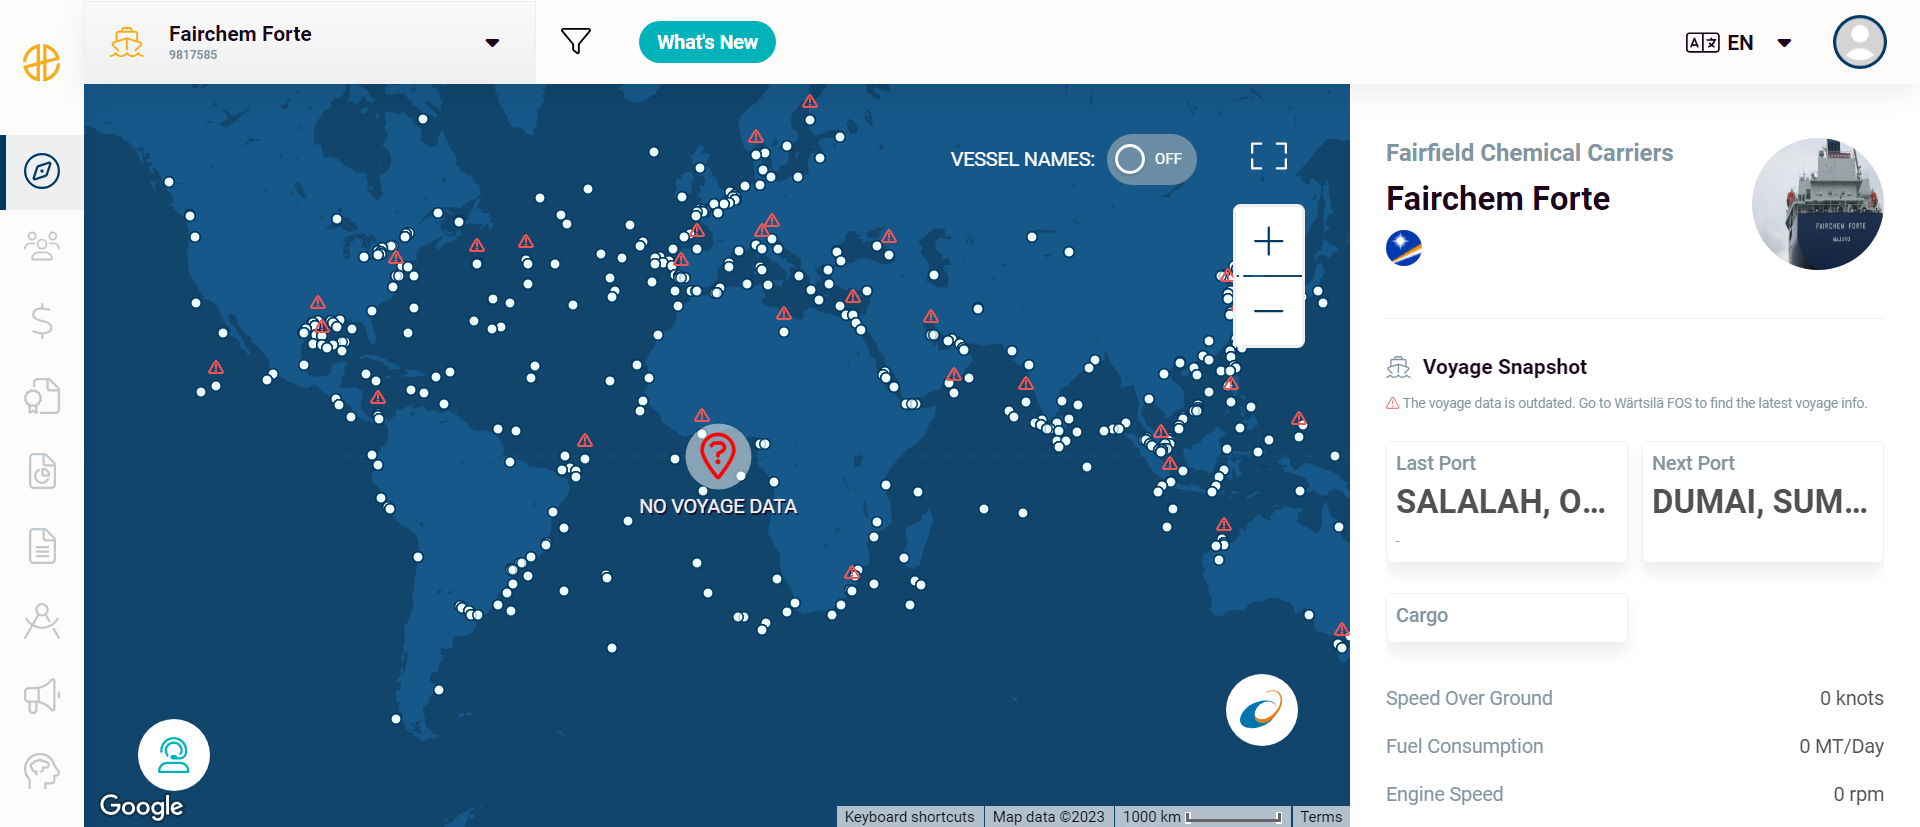 Fairchem Forte
9817585
What's New
EN
VESSEL NAMES:
OFF
NO VOYAGE DATA
Google
Keyboard shortcuts
Map data ©2023
1000 km
Terms
Fairfield Chemical Carriers
Fairchem Forte
FAIRCHEM FORTE
MAJURO
Voyage Snapshot
The voyage data is outdated. Go to Wärtsilä FOS to find the latest voyage info.
Last Port
SALALAH, O...
-
Next Port
DUMAI, SUM...
Cargo
Speed Over Ground
0 knots
Fuel Consumption
0 MT/Day
Engine Speed
0 rpm